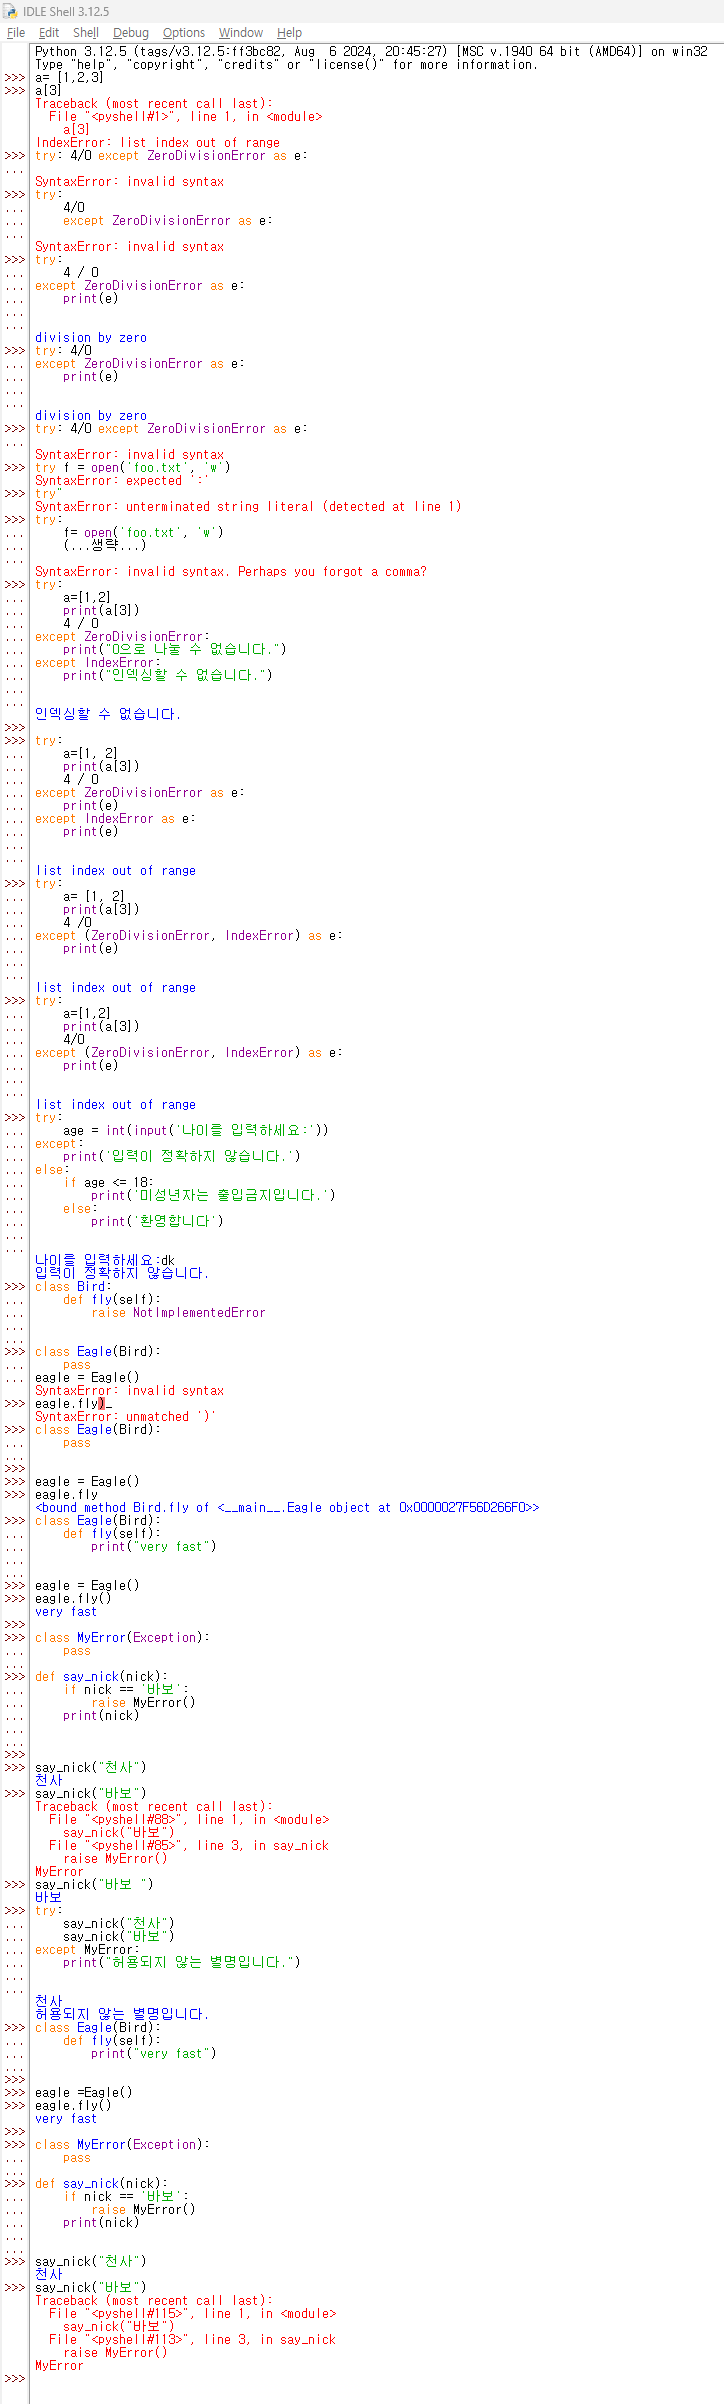 IDLE Shell 3.12.5
File Edit Shell Debug Options Window Help
Python 3.12.5 (tags/v3.12.5:ff3bc82, Aug  6 2024, 20:45:27) [MSC v.1940 64 bit (AMD64)] on win32
Type "help", "copyright", "credits" or "license()" for more information.
>>> a= [1,2,3]
>>> a[3]
Traceback (most recent call last):
  File "<pyshell#1>", line 1, in <module>
    a[3]
IndexError: list index out of range
>>> try: 4/0 except ZeroDivisionError as e:
...
SyntaxError: invalid syntax
>>> try:
...     4/0
...     except ZeroDivisionError as e:
...
SyntaxError: invalid syntax
>>> try:
...     4 / 0
... except ZeroDivisionError as e:
...     print(e)
...
...
division by zero
>>> try: 4/0
... except ZeroDivisionError as e:
...     print(e)
...
...
division by zero
>>> try: 4/0 except ZeroDivisionError as e:
...
SyntaxError: invalid syntax
>>> try f = open('foo.txt', 'w')
SyntaxError: expected ':'
>>> try"
SyntaxError: unterminated string literal (detected at line 1)
>>> try:
...     f= open('foo.txt', 'w')
...     (...생략...)
...
SyntaxError: invalid syntax. Perhaps you forgot a comma?
>>> try:
...     a=[1,2]
...     print(a[3])
...     4 / 0
... except ZeroDivisionError:
...     print("0으로 나눌 수 없습니다.")
... except IndexError:
...     print("인덱싱할 수 없습니다.")
...
...
인덱싱할 수 없습니다.
>>>
>>> try:
...     a=[1, 2]
...     print(a[3])
...     4 / 0
... except ZeroDivisionError as e:
...     print(e)
... except IndexError as e:
...     print(e)
...
...
list index out of range
>>> try:
...     a= [1, 2]
...     print(a[3])
...     4 /0
... except (ZeroDivisionError, IndexError) as e:
...     print(e)
...
...
list index out of range
>>> try:
...     a=[1,2]
...     print(a[3])
...     4/0
... except (ZeroDivisionError, IndexError) as e:
...     print(e)
...
...
list index out of range
>>> try:
...     age = int(input('나이를 입력하세요:'))
... except:
...     print('입력이 정확하지 않습니다.')
... else:
...     if age <= 18:
...         print('미성년자는 출입금지입니다.')
...     else:
...         print('환영합니다')
...
...
나이를 입력하세요:dk
입력이 정확하지 않습니다.
>>> class Bird:
...     def fly(self):
...         raise NotImplementedError
...
...
>>> class Eagle(Bird):
...     pass
... eagle = Eagle()
SyntaxError: invalid syntax
>>> eagle.fly)_
SyntaxError: unmatched ')'
>>> class Eagle(Bird):
...     pass
...
>>>
>>> eagle = Eagle()
>>> eagle.fly
<bound method Bird.fly of <__main__.Eagle object at 0x0000027F56D266F0>>
>>> class Eagle(Bird):
...     def fly(self):
...         print("very fast")
...
...
>>> eagle = Eagle()
>>> eagle.fly()
very fast
>>>
>>> class MyError(Exception):
...     pass
...
>>> def say_nick(nick):
...     if nick == '바보':
...         raise MyError()
...     print(nick)
...
...
>>>
>>> say_nick("천사")
천사
>>> say_nick("바보")
Traceback (most recent call last):
  File "<pyshell#88>", line 1, in <module>
    say_nick("바보")
  File "<pyshell#85>", line 3, in say_nick
    raise MyError()
MyError
>>> say_nick("바보 ")
바보
>>> try:
...     say_nick("천사")
...     say_nick("바보")
... except MyError:
...     print("허용되지 않는 별명입니다.")
...
...
천사
허용되지 않는 별명입니다.
>>> class Eagle(Bird):
...     def fly(self):
...         print("very fast")
...
>>>
>>> eagle =Eagle()
>>> eagle.fly()
very fast
>>>
>>> class MyError(Exception):
...     pass
...
>>> def say_nick(nick):
...     if nick == '바보':
...         raise MyError()
...     print(nick)
...
...
>>> say_nick("천사")
천사
>>> say_nick("바보")
Traceback (most recent call last):
  File "<pyshell#115>", line 1, in <module>
    say_nick("바보")
  File "<pyshell#113>", line 3, in say_nick
    raise MyError()
MyError
>>>